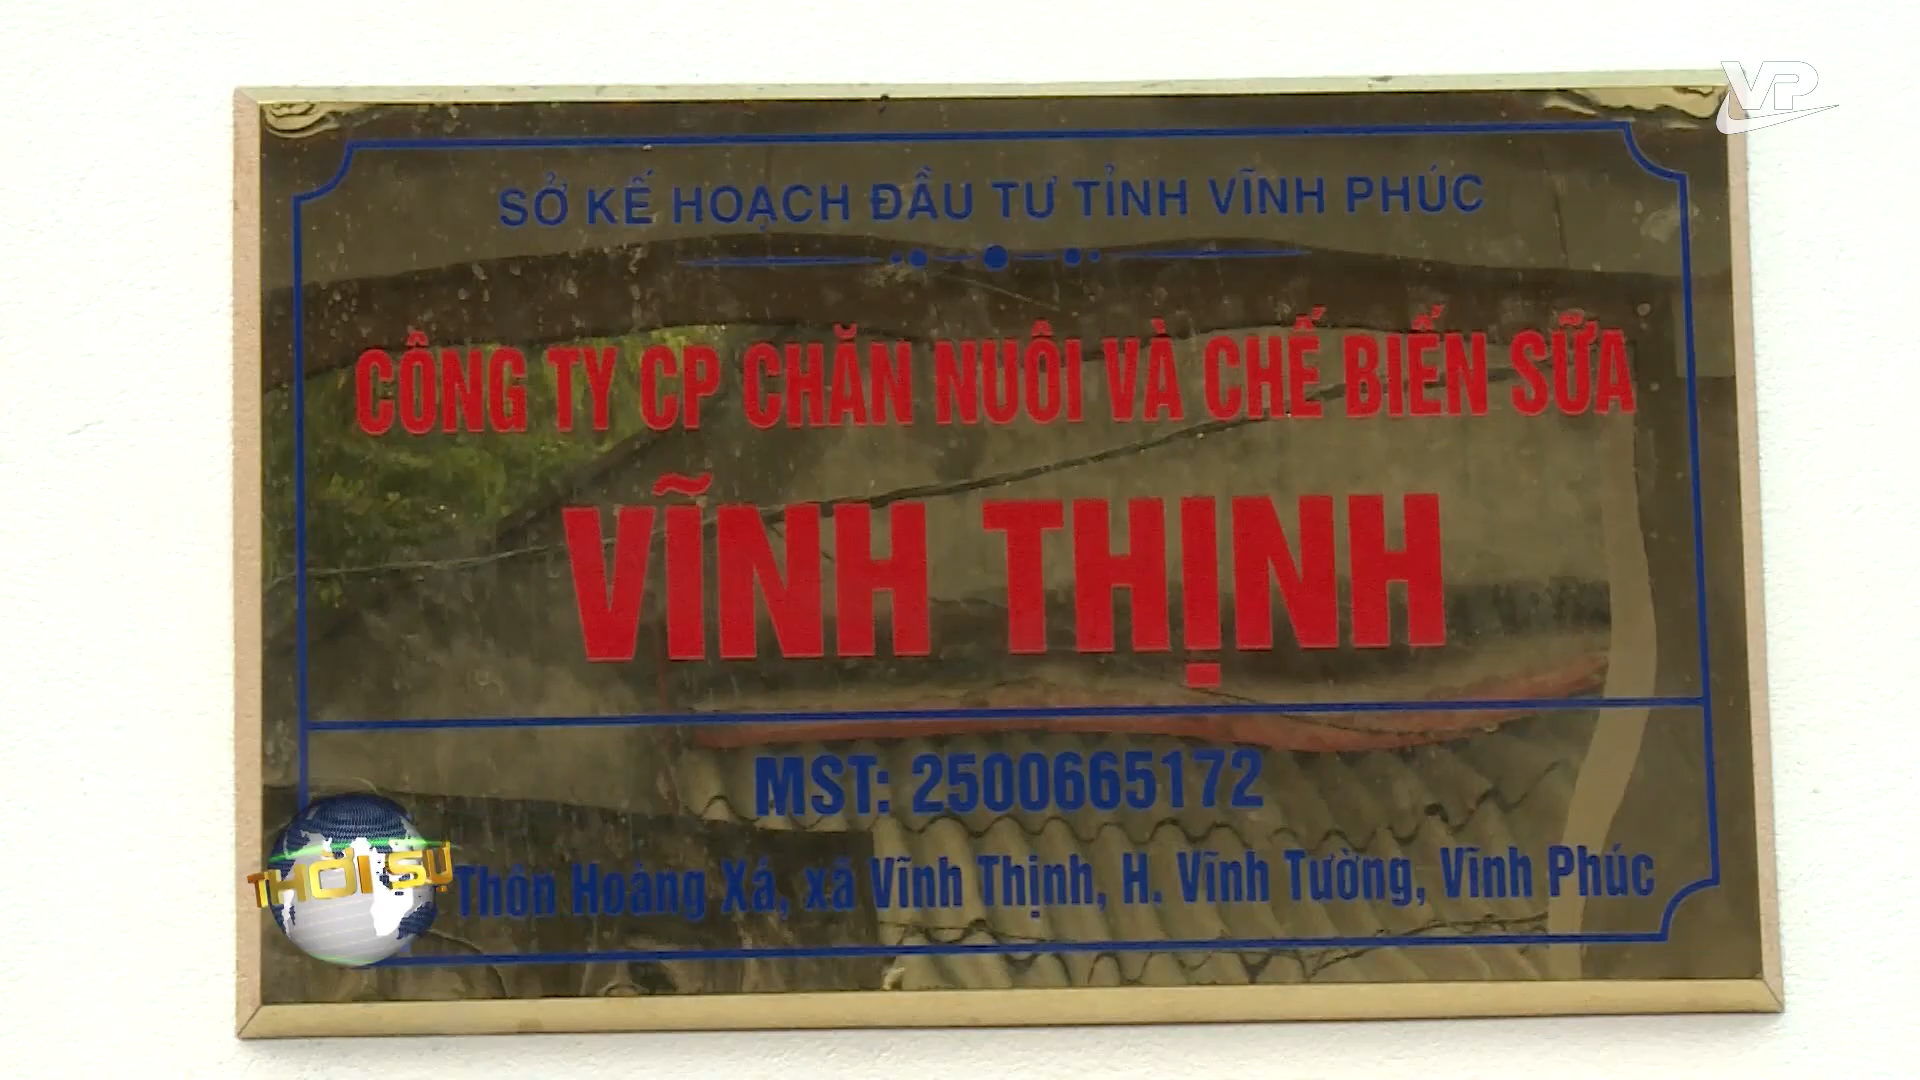 VP
SỞ KẾ HOẠCH ĐẦU TƯ TỈNH VĨNH PHÚC
CÔNG TY CP CHĂN NUÔI VÀ CHẾ BIẾN SỮA
VĨNH THỊNH
MST: 2500665172
Thôn Hoàng Xá, xã Vĩnh Thịnh, H. Vĩnh Tường, Vĩnh Phúc
THỜI SỰ